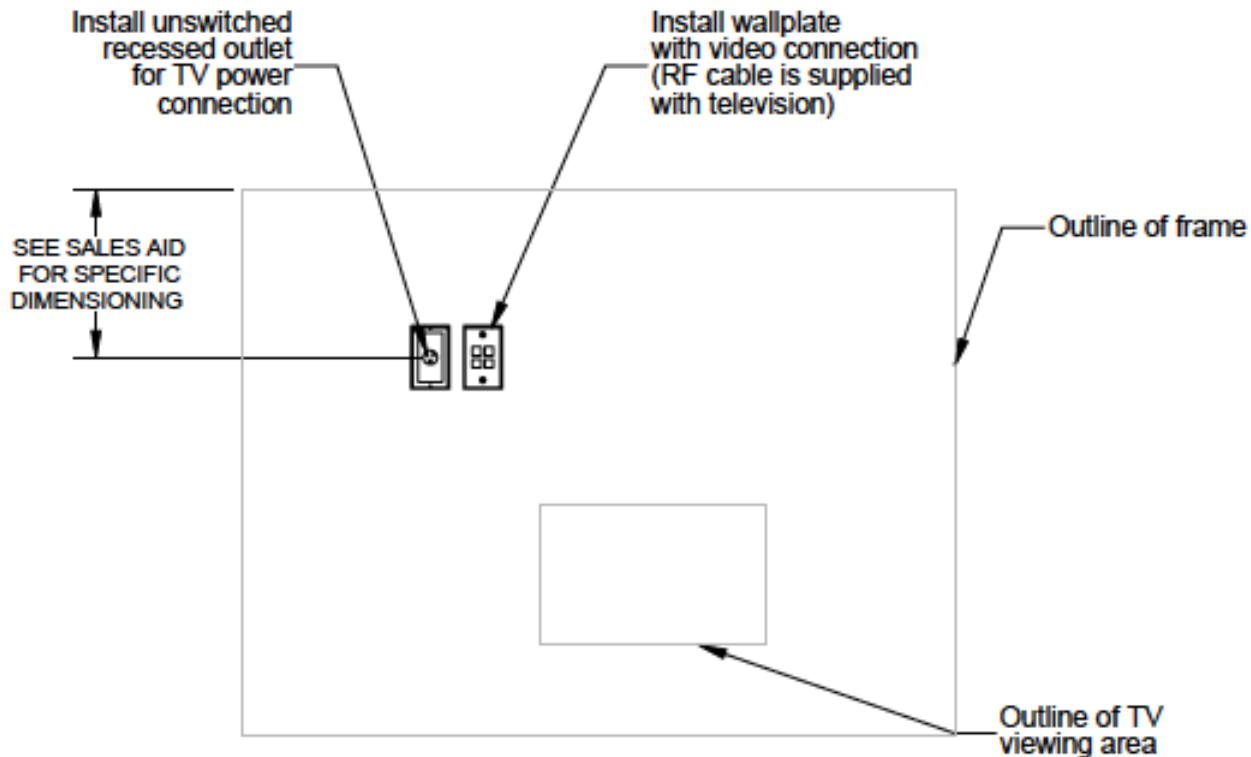 Install unswitched
recessed outlet
for TV power
connection
Install wallplate
with video connection
(RF cable is supplied
with television)
SEE SALES AID
FOR SPECIFIC
DIMENSIONING
Outline of frame
Outline of TV
viewing area